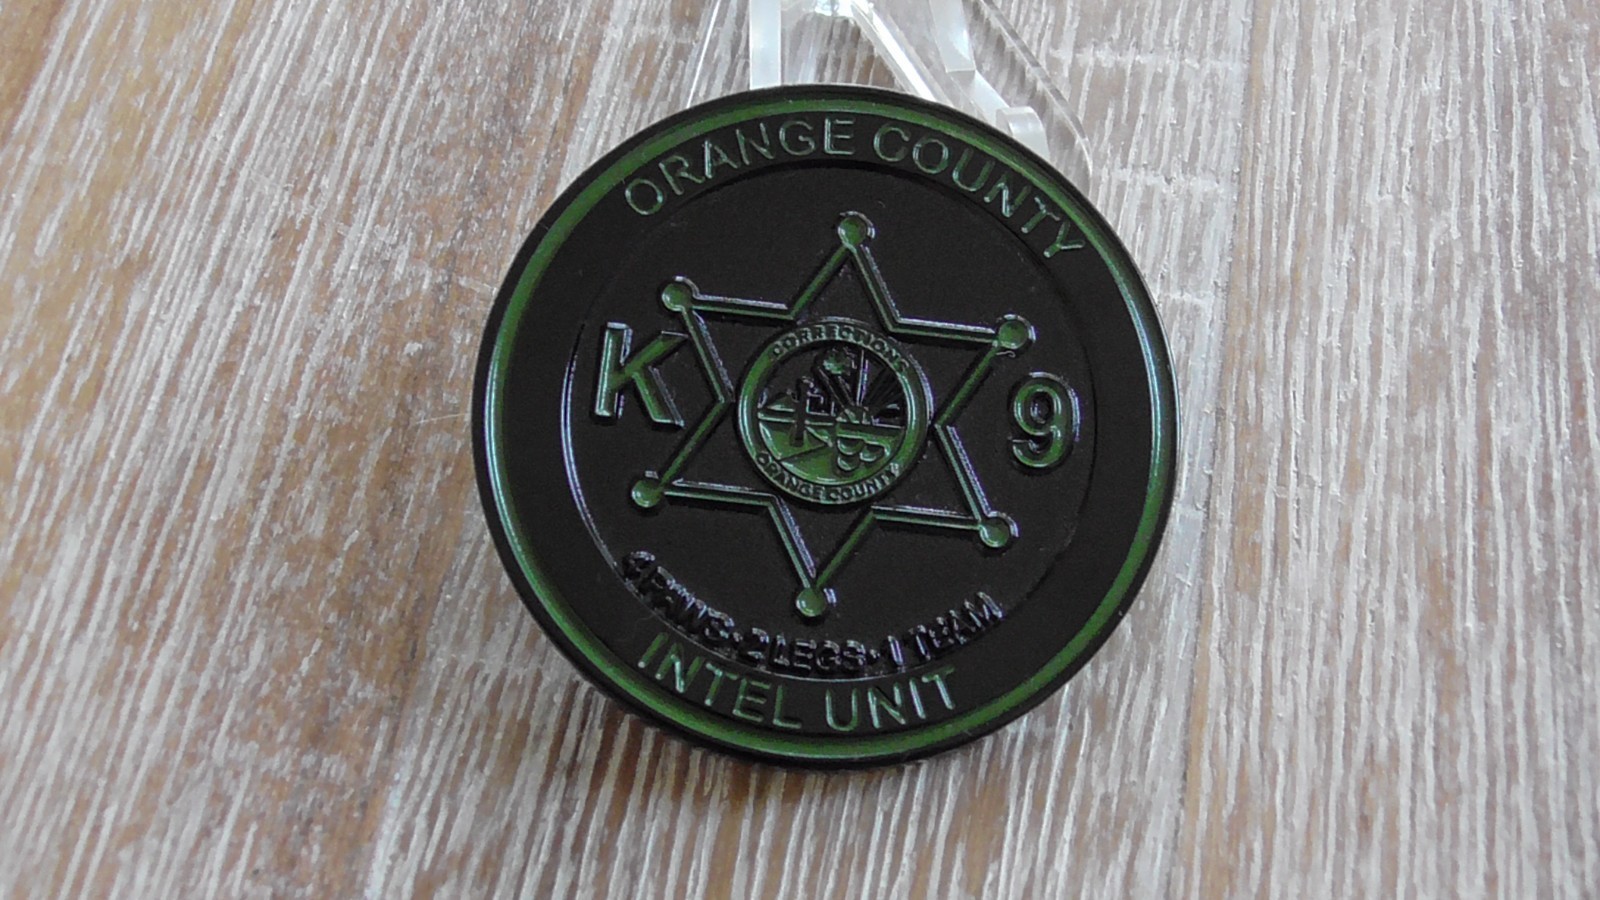 ORANGE COUNTY
K 9
CORRECTIONS
ORANGE COUNTY
4 PAWS · 2 LEGS · 1 TEAM
INTEL UNIT